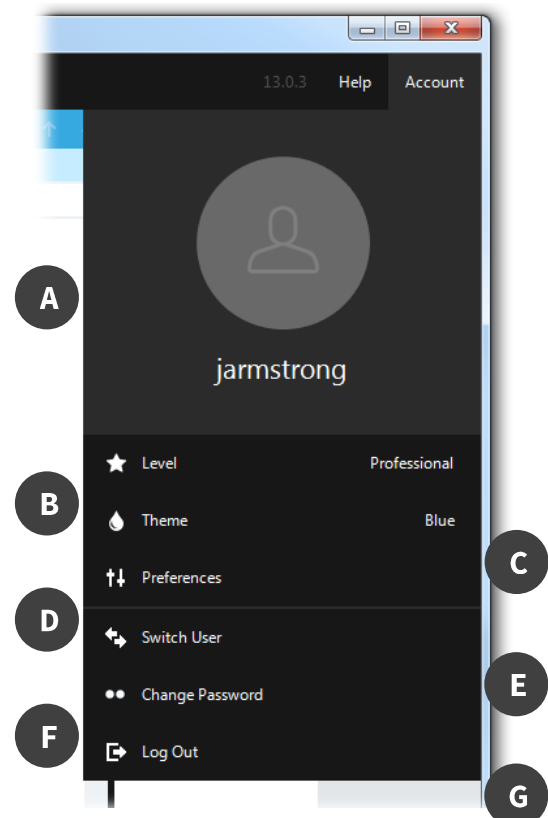 13.0.3 Help Account
A
jarmstrong
Level Professional
B
Theme Blue
C
Preferences
D
Switch User
E
Change Password
F
Log Out
G